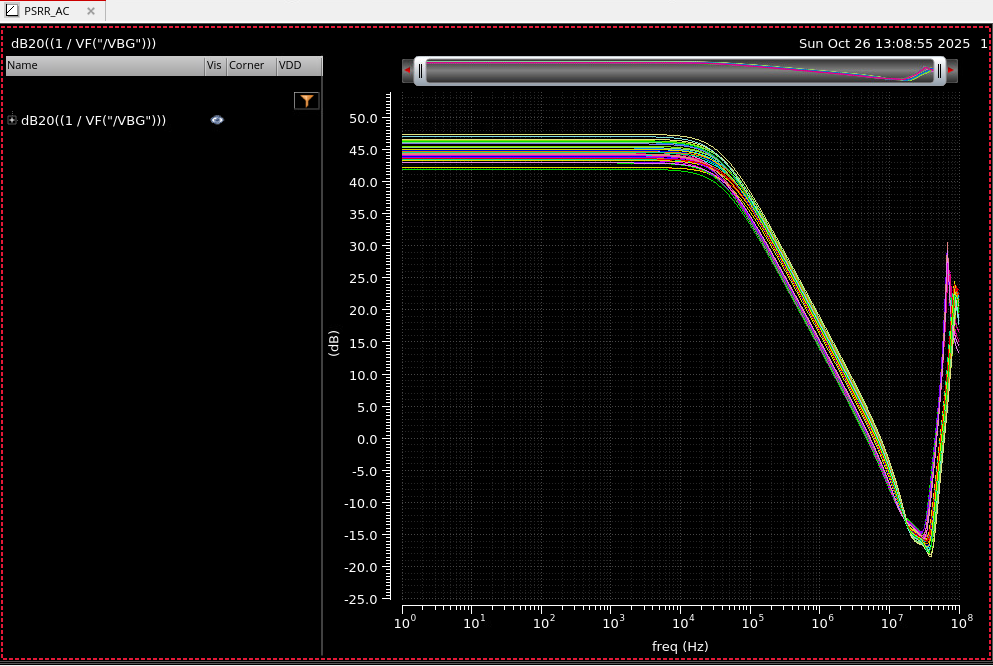 PSRR_AC
dB20((1 / VF("/VBG")))
Sun Oct 26 13:08:55 2025 1
Name Vis Corner VDD
dB20((1 / VF("/VBG")))
50.0
45.0
40.0
35.0
30.0
25.0
20.0
15.0
10.0
5.0
0.0
-5.0
-10.0
-15.0
-20.0
-25.0
(dB)
10⁰ 10¹ 10² 10³ 10⁴ 10⁵ 10⁶ 10⁷ 10⁸
freq (Hz)